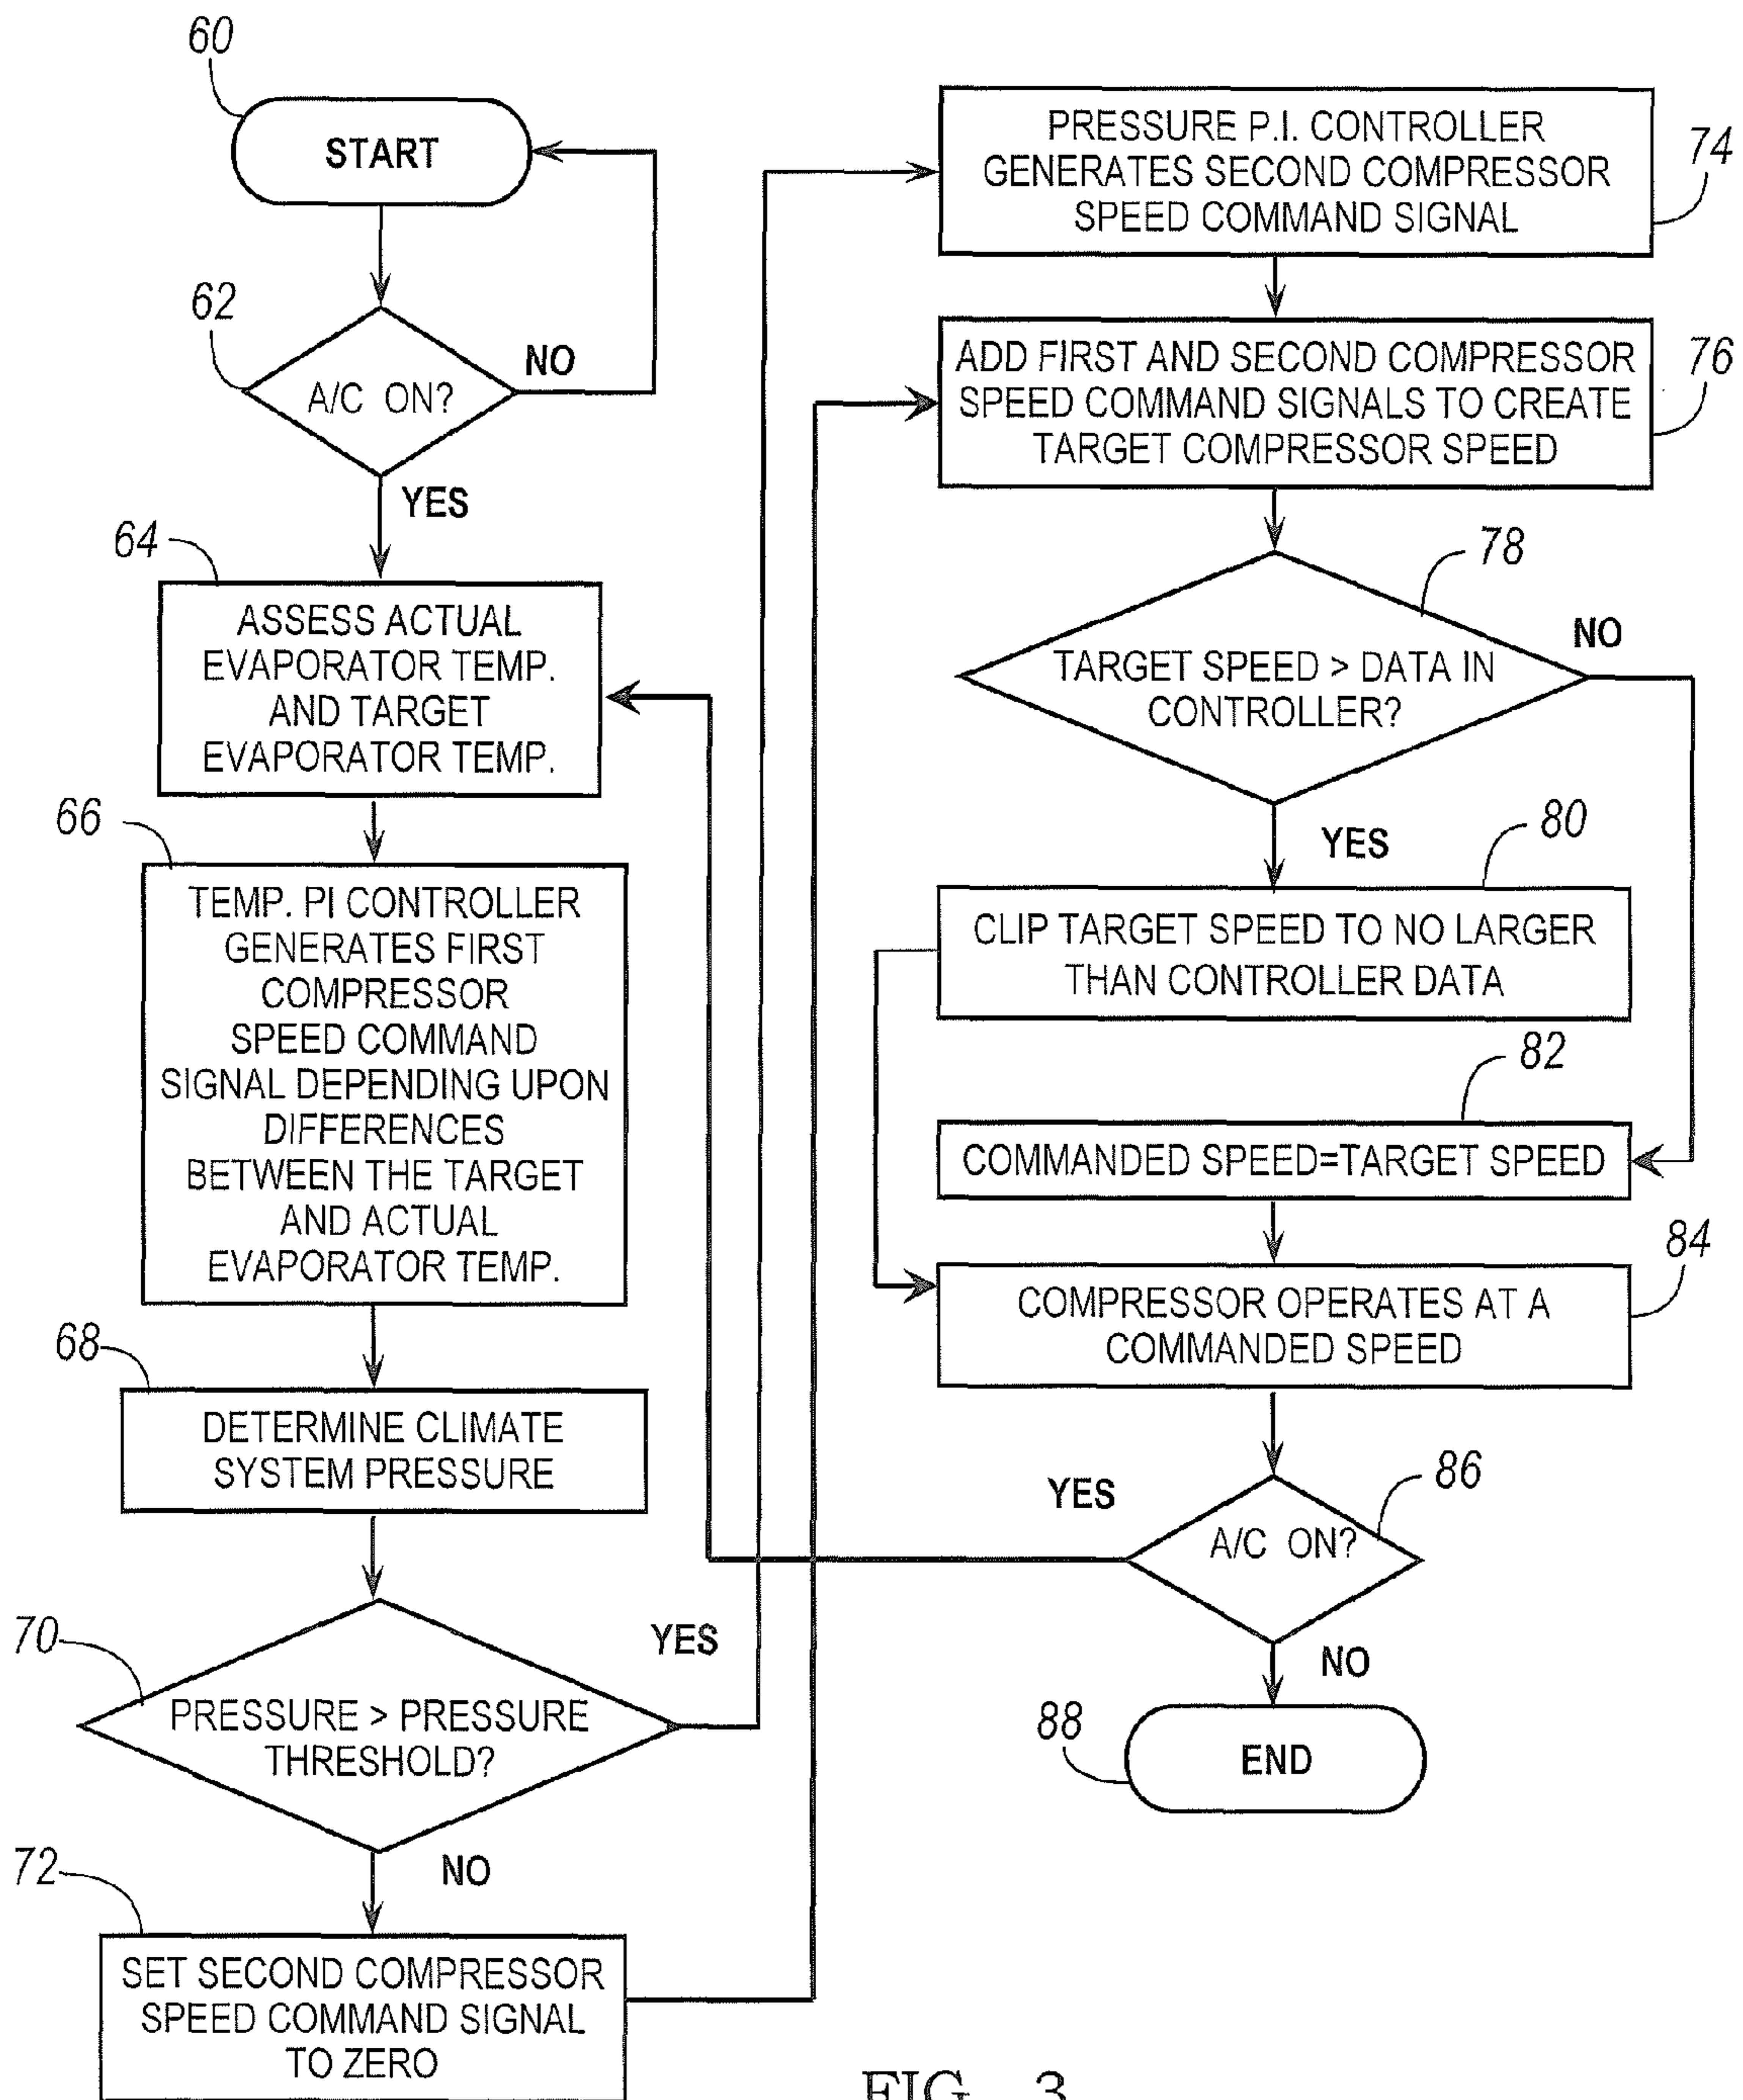 60
START
62
A/C ON?
NO
YES
64
ASSESS ACTUAL
EVAPORATOR TEMP.
AND TARGET
EVAPORATOR TEMP.
66
TEMP. PI CONTROLLER
GENERATES FIRST
COMPRESSOR
SPEED COMMAND
SIGNAL DEPENDING UPON
DIFFERENCES
BETWEEN THE TARGET
AND ACTUAL
EVAPORATOR TEMP.
68
DETERMINE CLIMATE
SYSTEM PRESSURE
70
PRESSURE > PRESSURE
THRESHOLD?
YES
NO
72
SET SECOND COMPRESSOR
SPEED COMMAND SIGNAL
TO ZERO
PRESSURE P.I. CONTROLLER
GENERATES SECOND COMPRESSOR
SPEED COMMAND SIGNAL
74
ADD FIRST AND SECOND COMPRESSOR
SPEED COMMAND SIGNALS TO CREATE
TARGET COMPRESSOR SPEED
76
78
TARGET SPEED > DATA IN
CONTROLLER?
NO
YES
80
CLIP TARGET SPEED TO NO LARGER
THAN CONTROLLER DATA
82
COMMANDED SPEED=TARGET SPEED
84
COMPRESSOR OPERATES AT A
COMMANDED SPEED
86
A/C ON?
YES
NO
88
END
FIG. 3